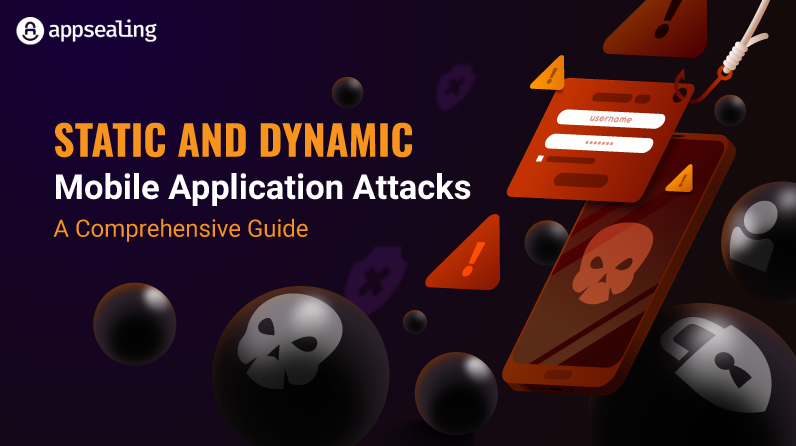 appsealing
STATIC AND DYNAMIC
Mobile Application Attacks
A Comprehensive Guide
username
*******